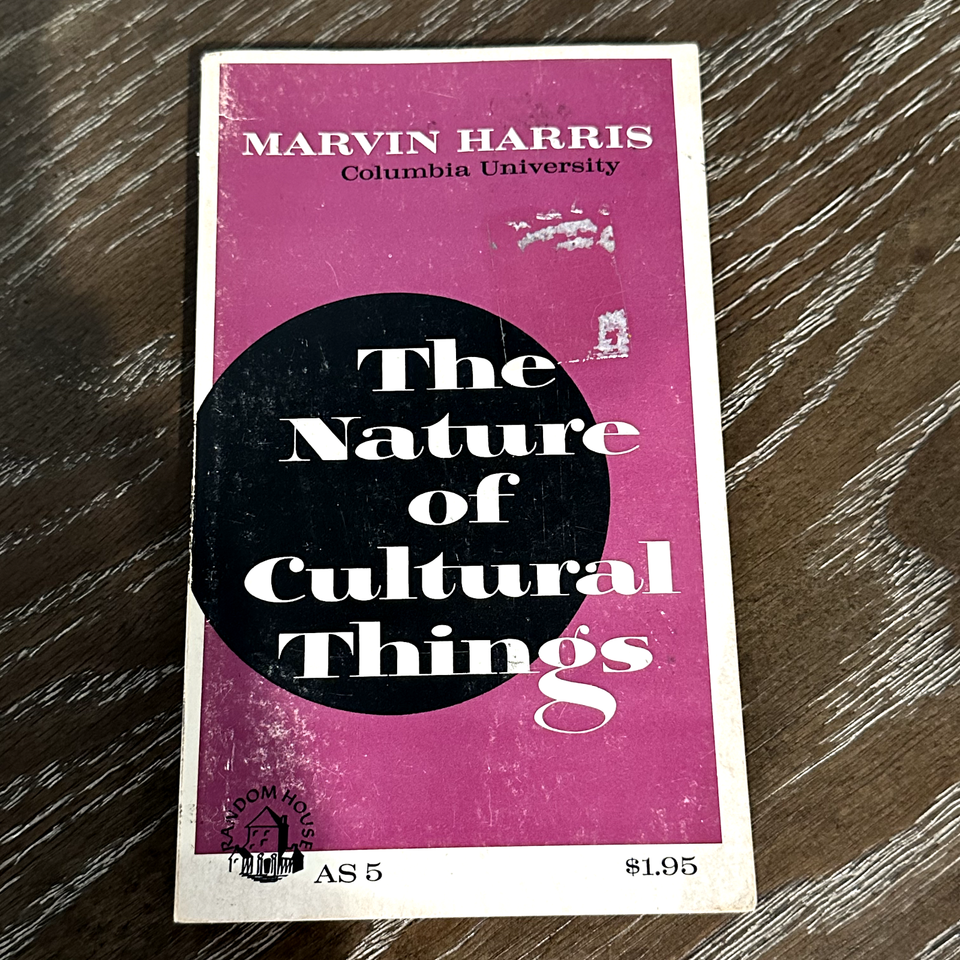 MARVIN HARRIS
Columbia University
The
Nature
of
Cultural
Things
RANDOM HOUSE
AS 5
$1.95